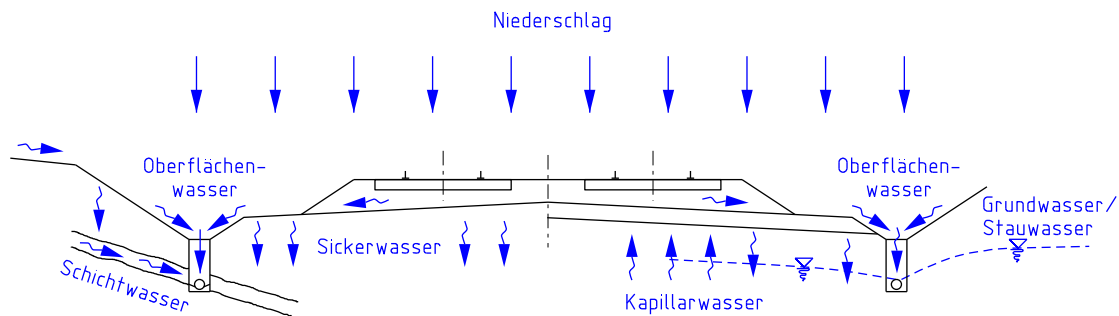 Niederschlag
Oberflächen-
wasser
Oberflächen-
wasser
Grundwasser/
Stauwasser
Sickerwasser
Schichtwasser
Kapillarwasser